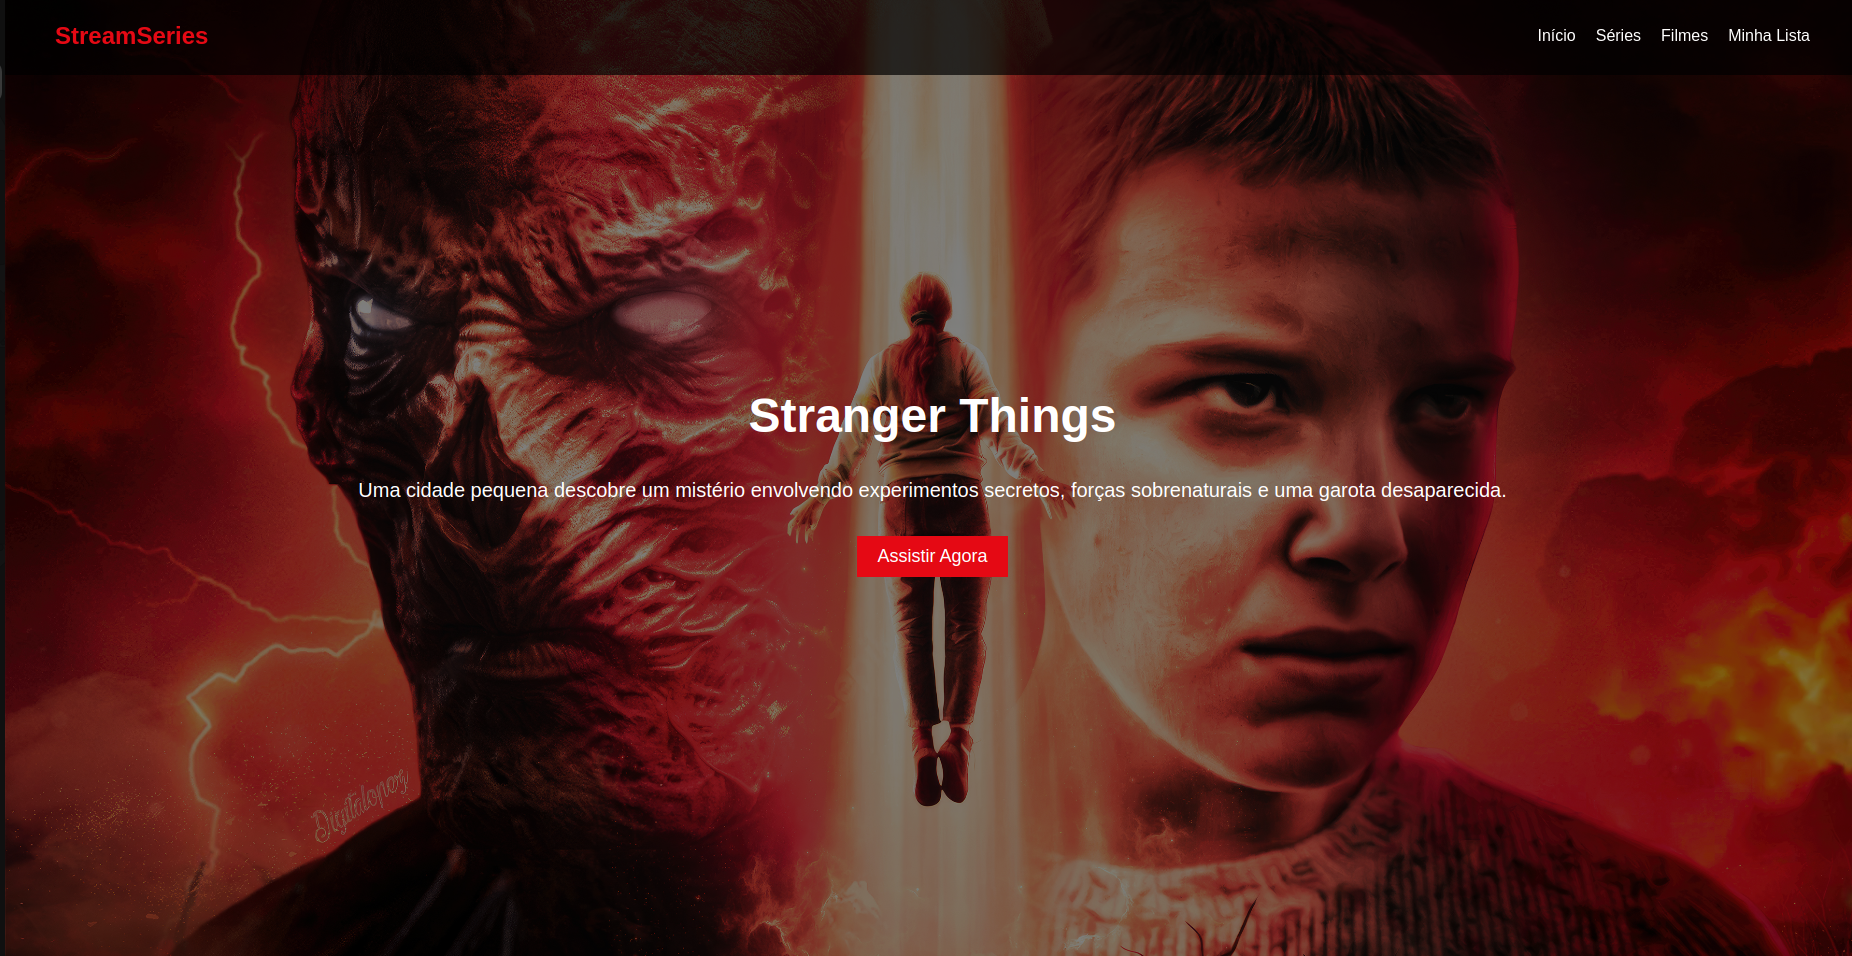 StreamSeries
Início Séries Filmes Minha Lista
Stranger Things
Uma cidade pequena descobre um mistério envolvendo experimentos secretos, forças sobrenaturais e uma garota desaparecida.
Assistir Agora
Digitalopez